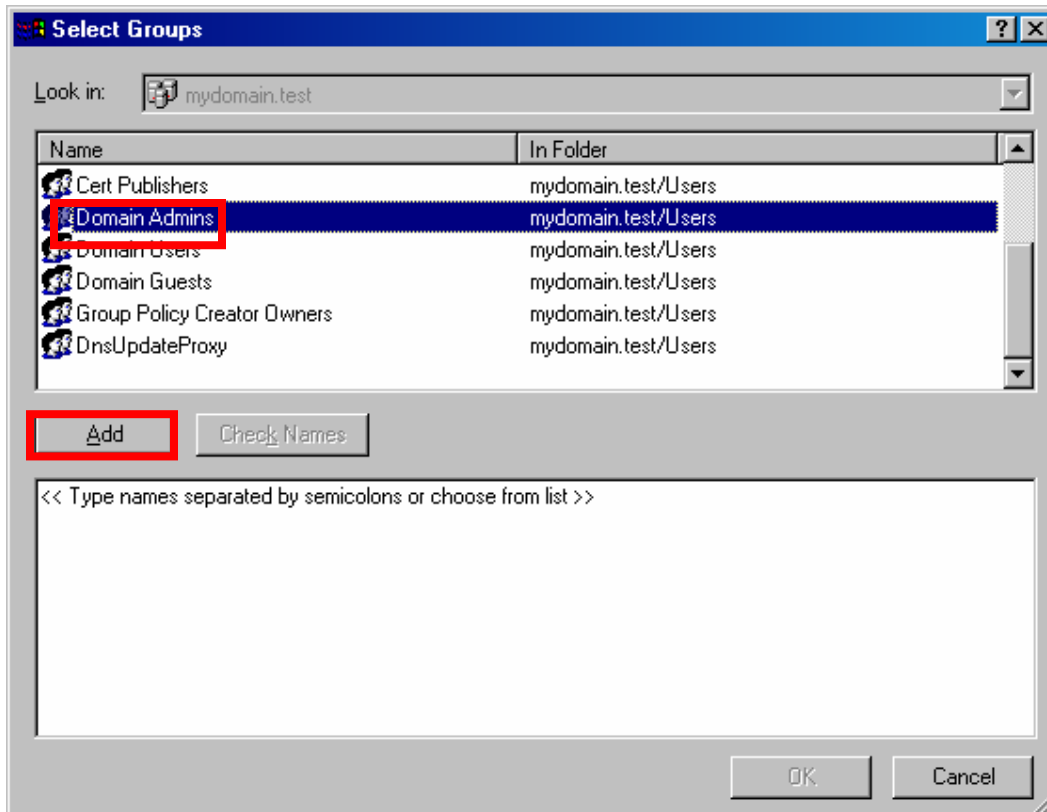 Select Groups
Look in: mydomain.test
Name In Folder
Cert Publishers mydomain.test/Users
Domain Admins mydomain.test/Users
Domain Users mydomain.test/Users
Domain Guests mydomain.test/Users
Group Policy Creator Owners mydomain.test/Users
DnsUpdateProxy mydomain.test/Users
Add Check Names
<< Type names separated by semicolons or choose from list >>
OK Cancel